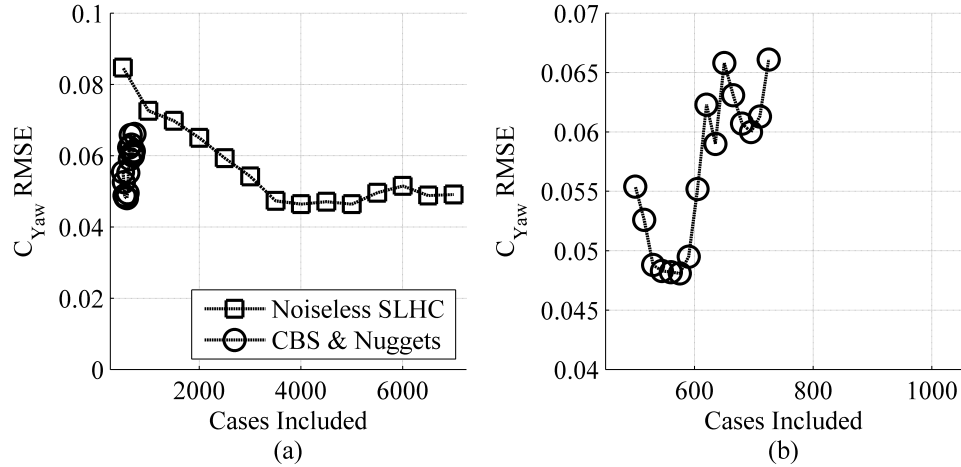 0.1
0.08
0.06
0.04
0.02
0
2000
4000
6000
C_Yaw RMSE
Cases Included
Noiseless SLHC
CBS & Nuggets
(a)
0.07
0.065
0.06
0.055
0.05
0.045
0.04
600
800
1000
C_Yaw RMSE
Cases Included
(b)